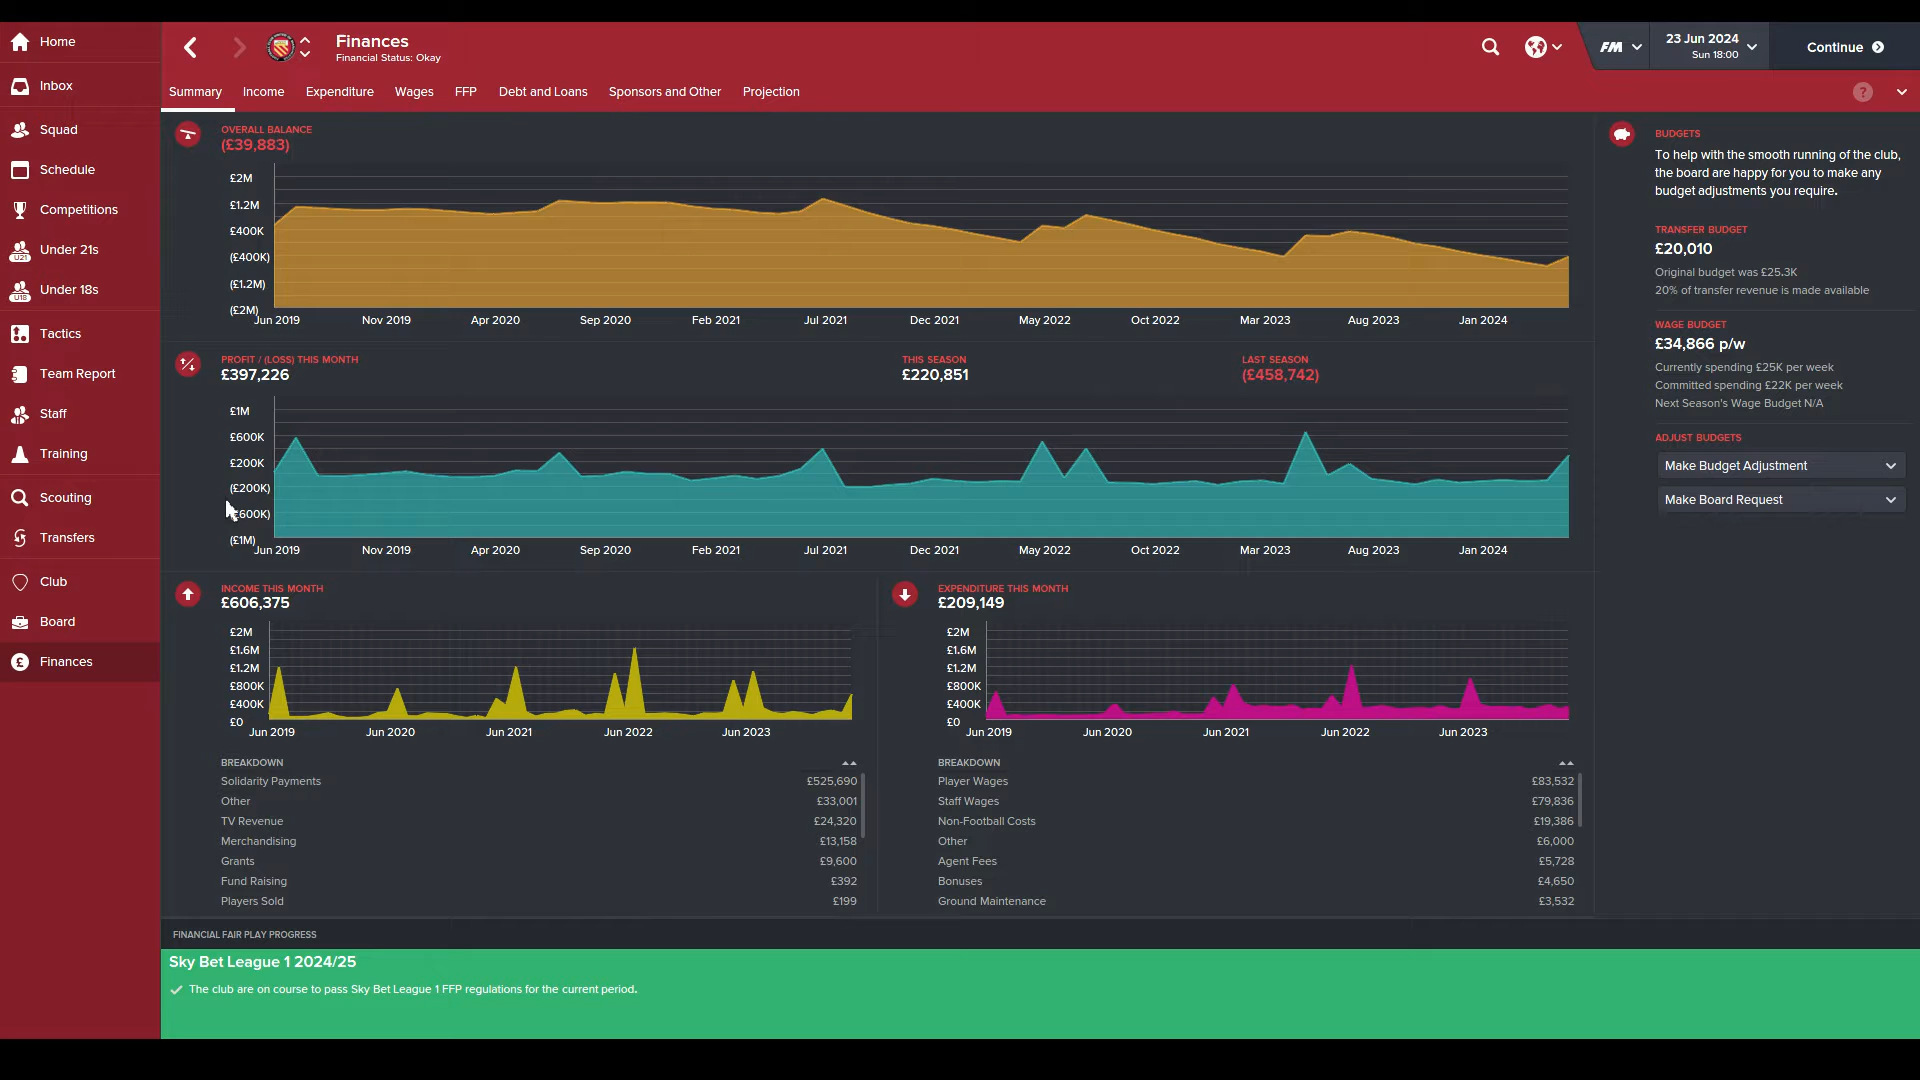 Home
Inbox
Squad
Schedule
Competitions
Under 21s
U21
Under 18s
U18
Tactics
Team Report
Staff
Training
Scouting
Transfers
Club
Board
Finances
Finances
Financial Status: Okay
FM
23 Jun 2024
Sun 18:00
Continue
Summary Income Expenditure Wages FFP Debt and Loans Sponsors and Other Projection
?
OVERALL BALANCE
(£39,883)
£2M
£1.2M
£400K
(£400K)
(£1.2M)
(£2M)
Jun 2019 Nov 2019 Apr 2020 Sep 2020 Feb 2021 Jul 2021 Dec 2021 May 2022 Oct 2022 Mar 2023 Aug 2023 Jan 2024
PROFIT / (LOSS) THIS MONTH
£397,226
THIS SEASON
£220,851
LAST SEASON
(£458,742)
£1M
£600K
£200K
(£200K)
£600K)
(£1M)
Jun 2019 Nov 2019 Apr 2020 Sep 2020 Feb 2021 Jul 2021 Dec 2021 May 2022 Oct 2022 Mar 2023 Aug 2023 Jan 2024
INCOME THIS MONTH
£606,375
£2M
£1.6M
£1.2M
£800K
£400K
£0
Jun 2019 Jun 2020 Jun 2021 Jun 2022 Jun 2023
BREAKDOWN
Solidarity Payments £525,690
Other £33,001
TV Revenue £24,320
Merchandising £13,158
Grants £9,600
Fund Raising £392
Players Sold £199
EXPENDITURE THIS MONTH
£209,149
£2M
£1.6M
£1.2M
£800K
£400K
£0
Jun 2019 Jun 2020 Jun 2021 Jun 2022 Jun 2023
BREAKDOWN
Player Wages £83,532
Staff Wages £79,836
Non-Football Costs £19,386
Other £6,000
Agent Fees £5,728
Bonuses £4,650
Ground Maintenance £3,532
BUDGETS
To help with the smooth running of the club,
the board are happy for you to make any
budget adjustments you require.
TRANSFER BUDGET
£20,010
Original budget was £25.3K
20% of transfer revenue is made available
WAGE BUDGET
£34,866 p/w
Currently spending £25K per week
Committed spending £22K per week
Next Season's Wage Budget N/A
ADJUST BUDGETS
Make Budget Adjustment
Make Board Request
FINANCIAL FAIR PLAY PROGRESS
Sky Bet League 1 2024/25
The club are on course to pass Sky Bet League 1 FFP regulations for the current period.